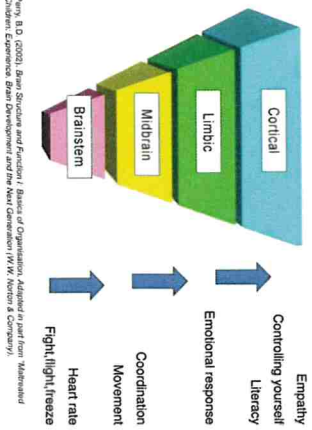 Cortical
Limbic
Midbrain
Brainstem
Empathy
Controlling yourself
Literacy
Emotional response
Coordination
Movement
Heart rate
Fight,flight,freeze
Perry, B.D. (2002). Brain Structure and Function I: Basics of Organisation. Adapted in part from "Maltreated
Children: Experience, Brain Development and the Next Generation (W.W. Norton & Company).